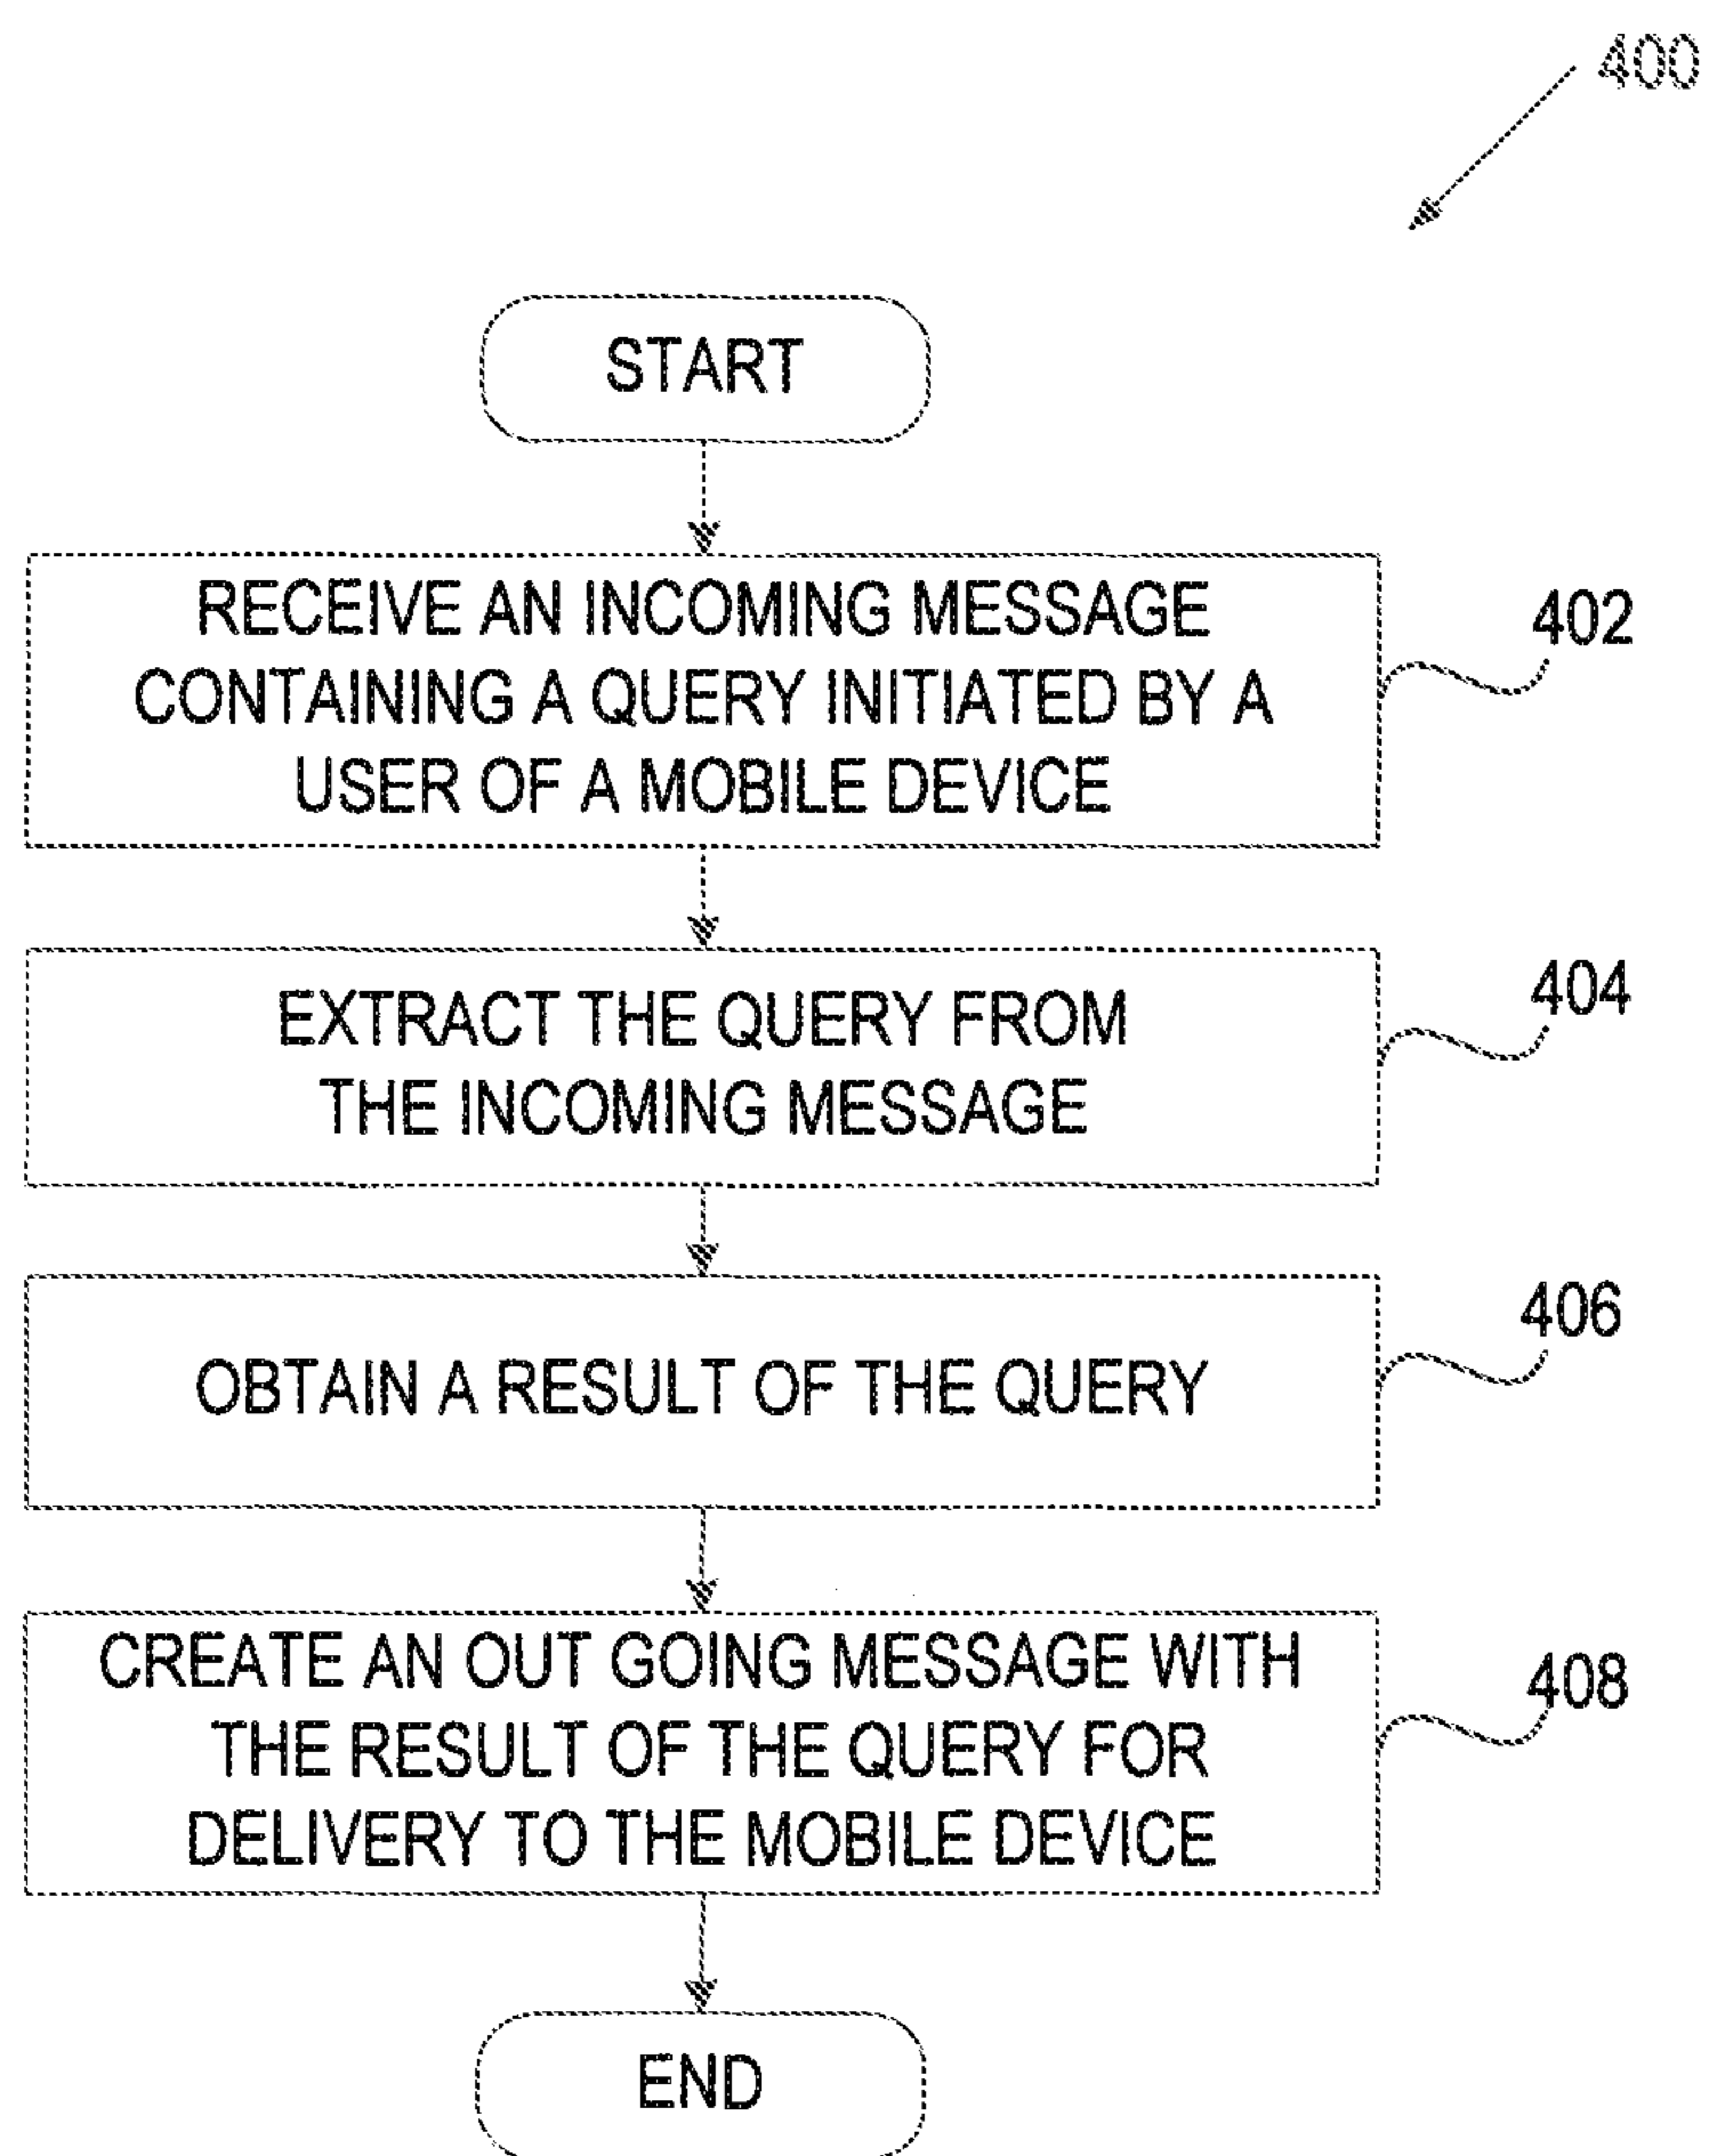 400
START
RECEIVE AN INCOMING MESSAGE
CONTAINING A QUERY INITIATED BY A
USER OF A MOBILE DEVICE
402
EXTRACT THE QUERY FROM
THE INCOMING MESSAGE
404
OBTAIN A RESULT OF THE QUERY
406
CREATE AN OUT GOING MESSAGE WITH
THE RESULT OF THE QUERY FOR
DELIVERY TO THE MOBILE DEVICE
408
END